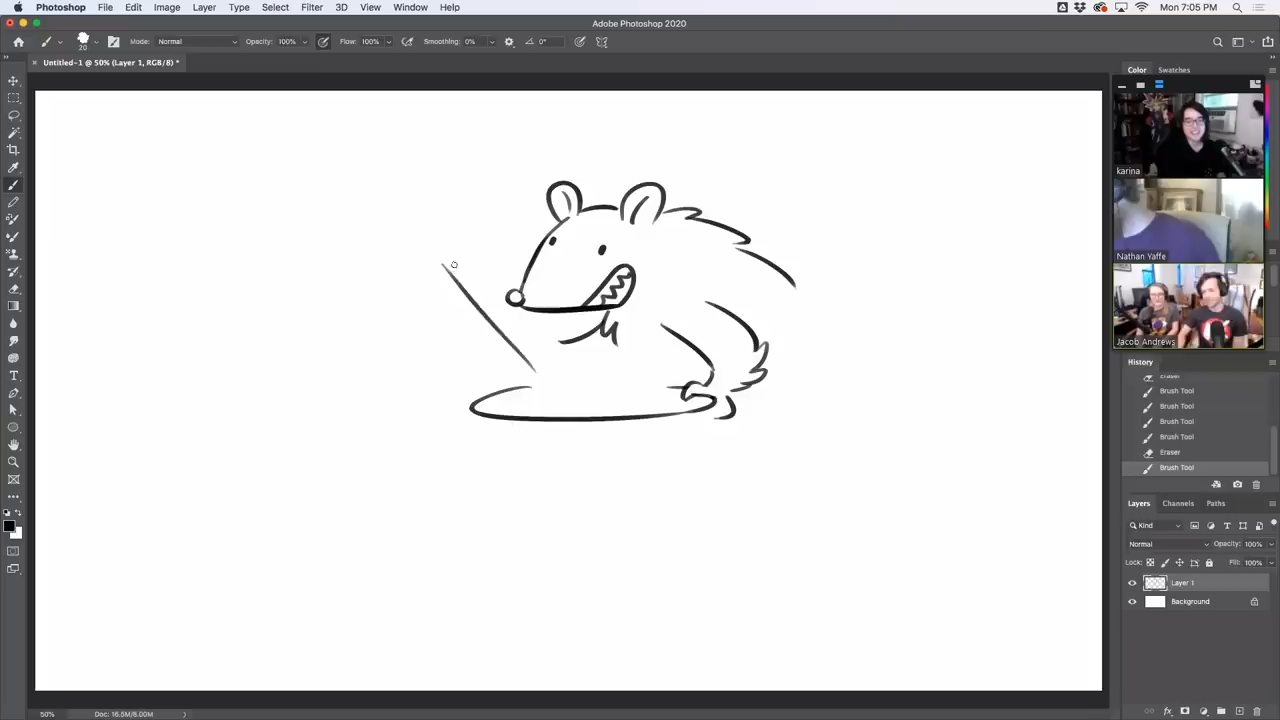 Photoshop File Edit Image Layer Type Select Filter 3D View Window Help Mon 7:05 PM
Adobe Photoshop 2020
20 Mode: Normal Opacity: 100% Flow: 100% Smoothing: 0% 0°
Untitled-1 @ 50% (Layer 1, RGB/8) *
Color Swatches
karina
Nathan Yaffe
Jacob Andrews
History
Eraser
Brush Tool
Brush Tool
Brush Tool
Brush Tool
Eraser
Brush Tool
Layers Channels Paths
Kind
Normal Opacity: 100%
Lock: Fill: 100%
Layer 1
Background
50% Doc: 16.5M/8.00M